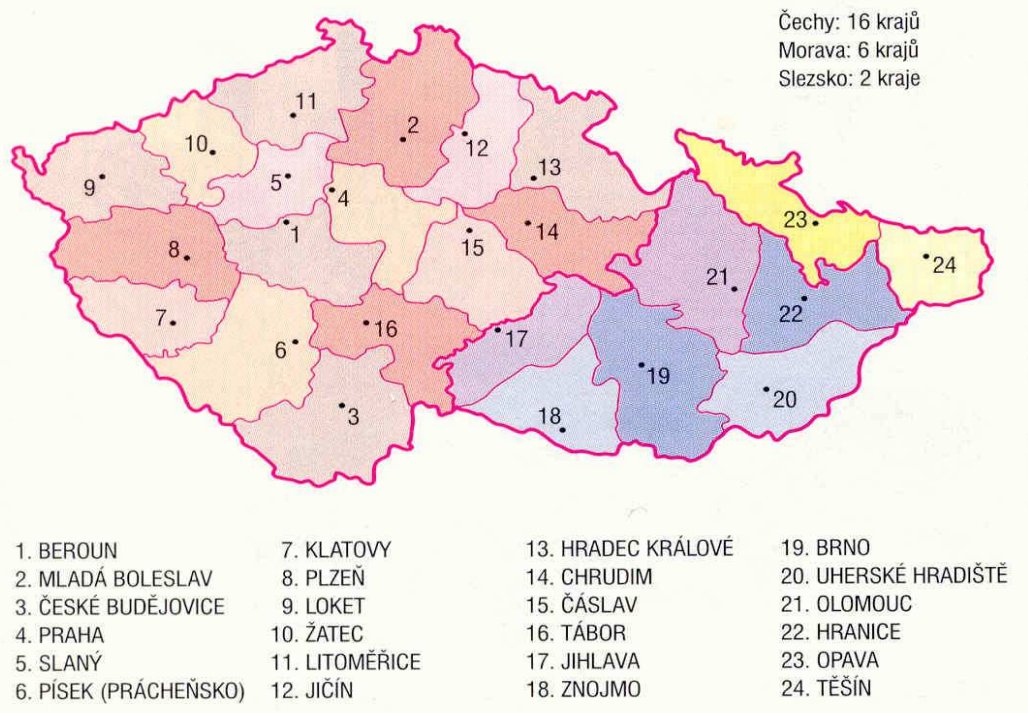 Čechy: 16 krajů
Morava: 6 krajů
Slezsko: 2 kraje
11
2
12
10
13
5
9
4
14
23
1
15
8
24
21
22
7
16
17
6
19
20
18
3
1. BEROUN
2. MLADÁ BOLESLAV
3. ČESKÉ BUDĚJOVICE
4. PRAHA
5. SLANÝ
6. PÍSEK (PRÁCHEŇSKO)
7. KLATOVY
8. PLZEŇ
9. LOKET
10. ŽATEC
11. LITOMĚŘICE
12. JIČÍN
13. HRADEC KRÁLOVÉ
14. CHRUDIM
15. ČÁSLAV
16. TÁBOR
17. JIHLAVA
18. ZNOJMO
19. BRNO
20. UHERSKÉ HRADIŠTĚ
21. OLOMOUC
22. HRANICE
23. OPAVA
24. TĚŠÍN